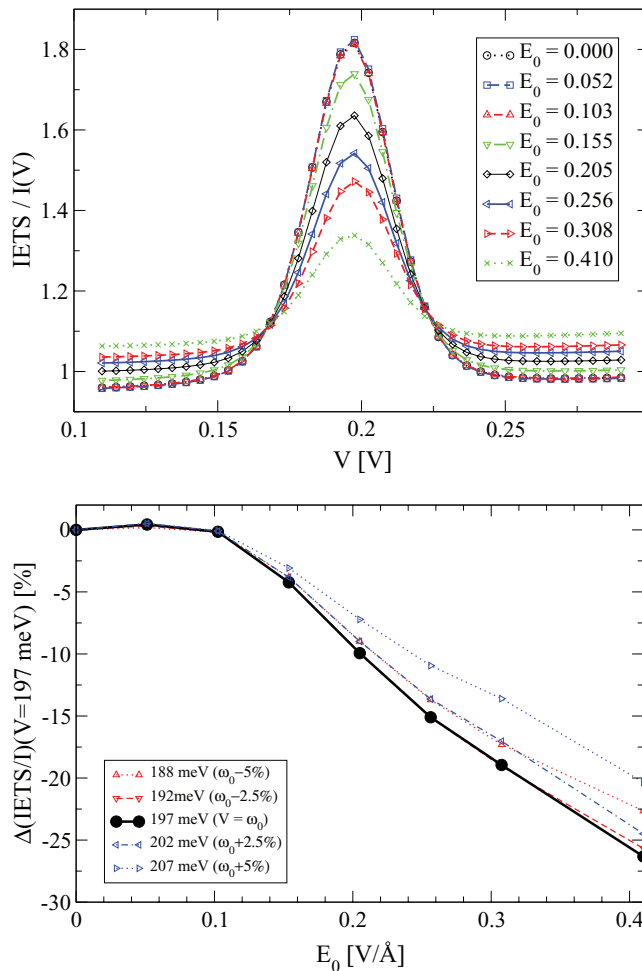 IETS / I(V)
1.8
1.6
1.4
1.2
1
0.1
0.15
0.2
0.25
V [V]
E0 = 0.000
E0 = 0.052
E0 = 0.103
E0 = 0.155
E0 = 0.205
E0 = 0.256
E0 = 0.308
E0 = 0.410
Δ(IETS/I)(V=197 meV) [%]
0
-5
-10
-15
-20
-25
-30
0
0.1
0.2
0.3
0.4
E0 [V/Å]
188 meV (ω0−5%)
192meV (ω0−2.5%)
197 meV (V = ω0)
202 meV (ω0+2.5%)
207 meV (ω0+5%)